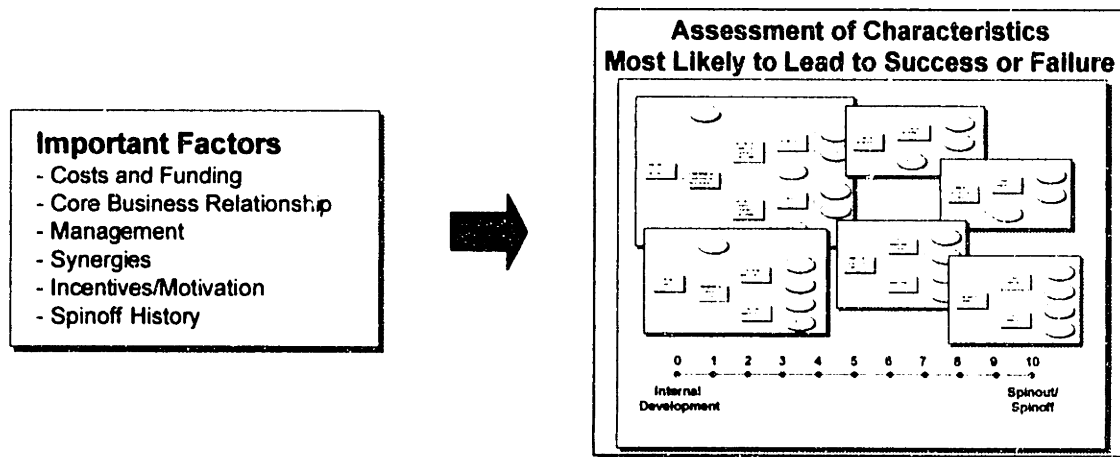 Important Factors
- Costs and Funding
- Core Business Relationship
- Management
- Synergies
- Incentives/Motivation
- Spinoff History
Assessment of Characteristics
Most Likely to Lead to Success or Failure
0 1 2 3 4 5 6 7 8 9 10
Internal Development
Spinout/ Spinoff